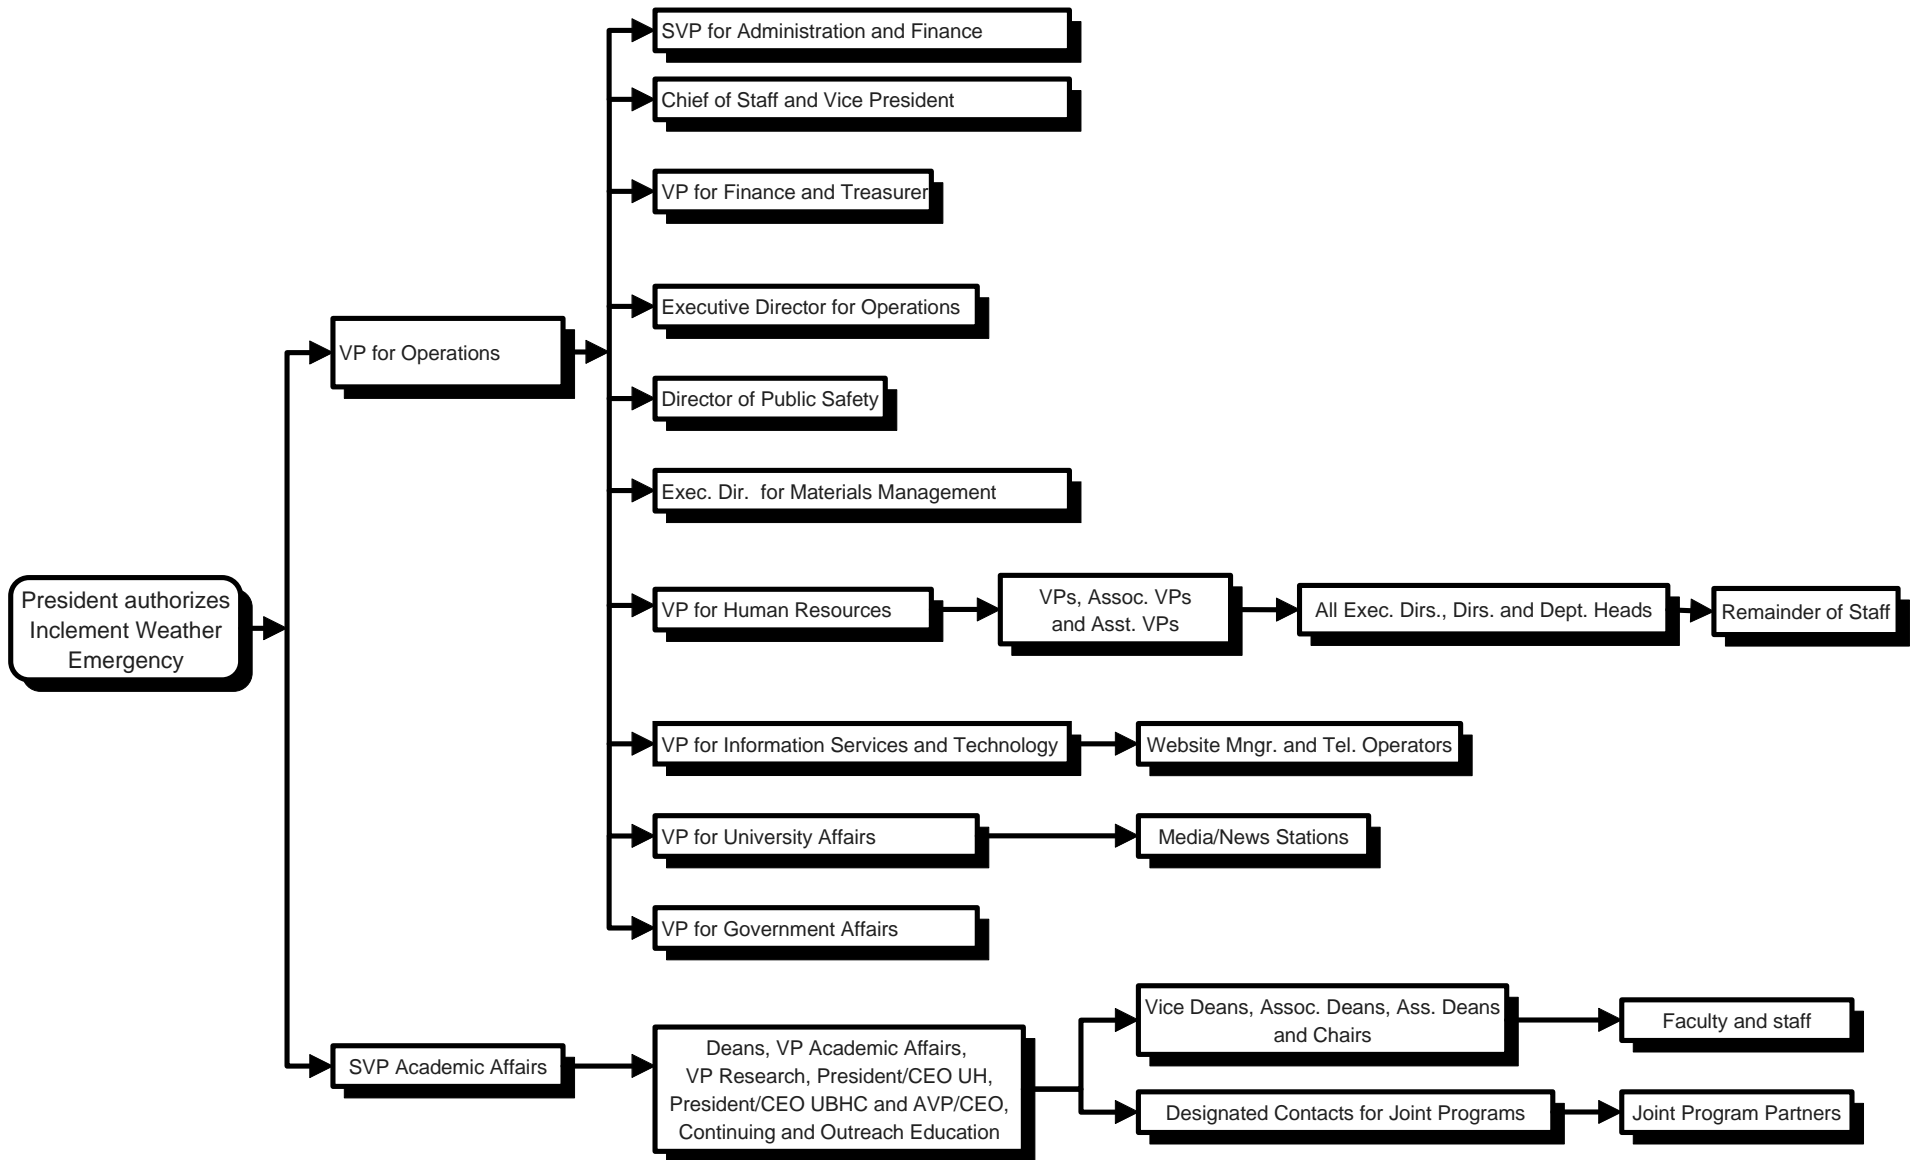 SVP for Administration and Finance
Chief of Staff and Vice President
VP for Finance and Treasurer
Executive Director for Operations
VP for Operations
Director of Public Safety
Exec. Dir. for Materials Management
President authorizes
Inclement Weather
Emergency
VP for Human Resources
VPs, Assoc. VPs
and Asst. VPs
All Exec. Dirs., Dirs. and Dept. Heads
Remainder of Staff
VP for Information Services and Technology
Website Mngr. and Tel. Operators
VP for University Affairs
Media/News Stations
VP for Government Affairs
SVP Academic Affairs
Deans, VP Academic Affairs,
VP Research, President/CEO UH,
President/CEO UBHC and AVP/CEO,
Continuing and Outreach Education
Vice Deans, Assoc. Deans, Ass. Deans
and Chairs
Faculty and staff
Designated Contacts for Joint Programs
Joint Program Partners